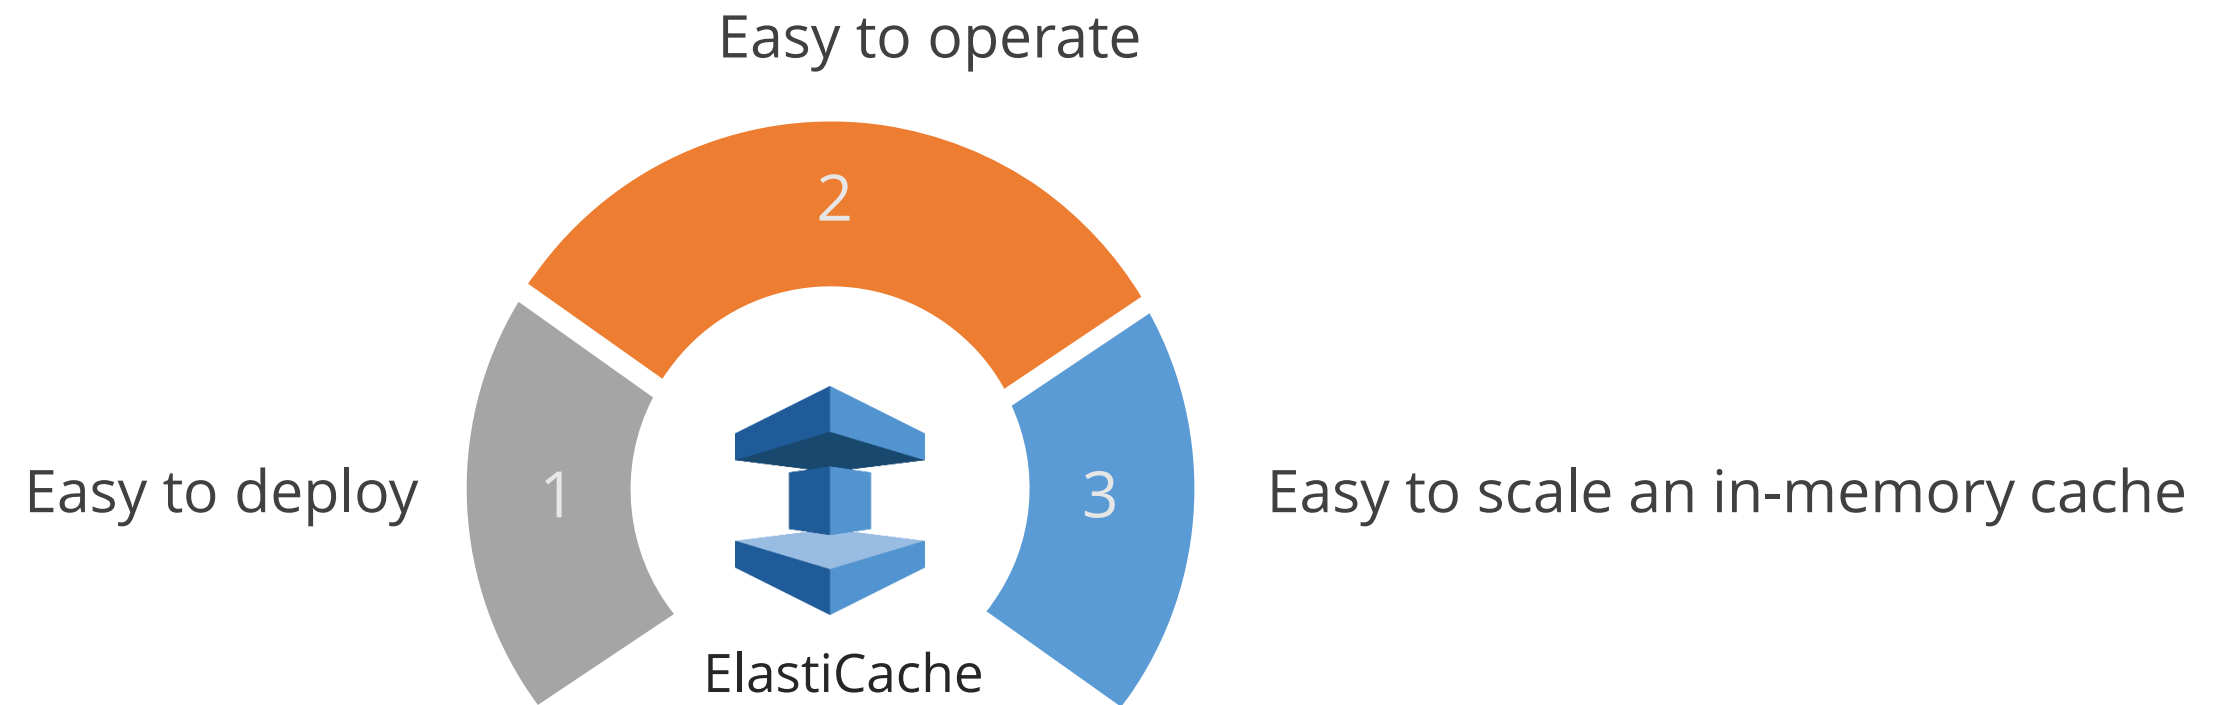 Easy to operate
2
Easy to deploy
1
3
Easy to scale an in-memory cache
ElastiCache